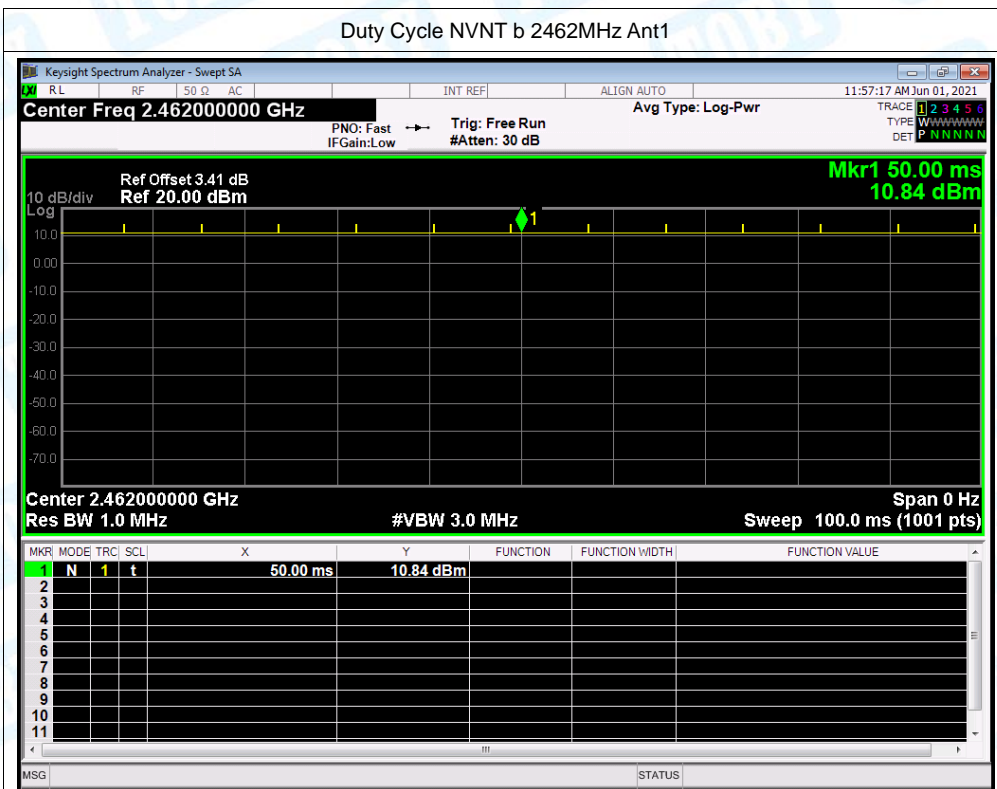 Duty Cycle NVNT b 2462MHz Ant1
Keysight Spectrum Analyzer - Swept SA
LXI RL RF 50 Ω AC INT REF ALIGN AUTO 11:57:17 AM Jun 01, 2021
Center Freq 2.462000000 GHz Avg Type: Log-Pwr TRACE 1 2 3 4 5 6
PNO: Fast Trig: Free Run TYPE WWWWWWW
IFGain:Low #Atten: 30 dB DET P N N N N N
Mkr1 50.00 ms
Ref Offset 3.41 dB
10 dB/div Ref 20.00 dBm 10.84 dBm
Log
1
10.0
0.00
-10.0
-20.0
-30.0
-40.0
-50.0
-60.0
-70.0
Center 2.462000000 GHz Span 0 Hz
Res BW 1.0 MHz #VBW 3.0 MHz Sweep 100.0 ms (1001 pts)
MKR MODE TRC SCL X Y FUNCTION FUNCTION WIDTH FUNCTION VALUE
1 N 1 t 50.00 ms 10.84 dBm
2
3
4
5
6
7
8
9
10
11
MSG STATUS